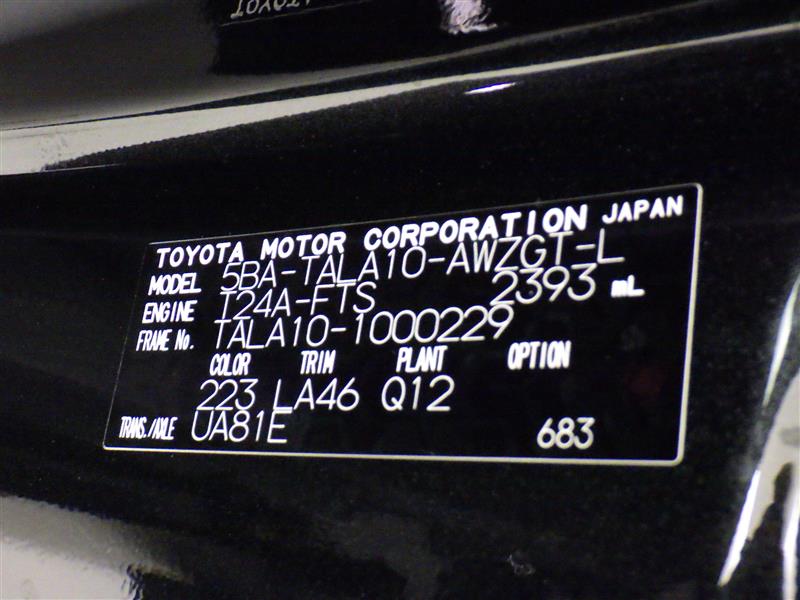 TOYOTA MOTOR CORPORATION JAPAN
MODEL 5BA-TALA10-AWZGT-L
ENGINE T24A-FTS 2393 mL
FRAME No. TALA10-1000229
COLOR TRIM PLANT OPTION
223 LA46 Q12
TRANS./AXLE UA81E 683